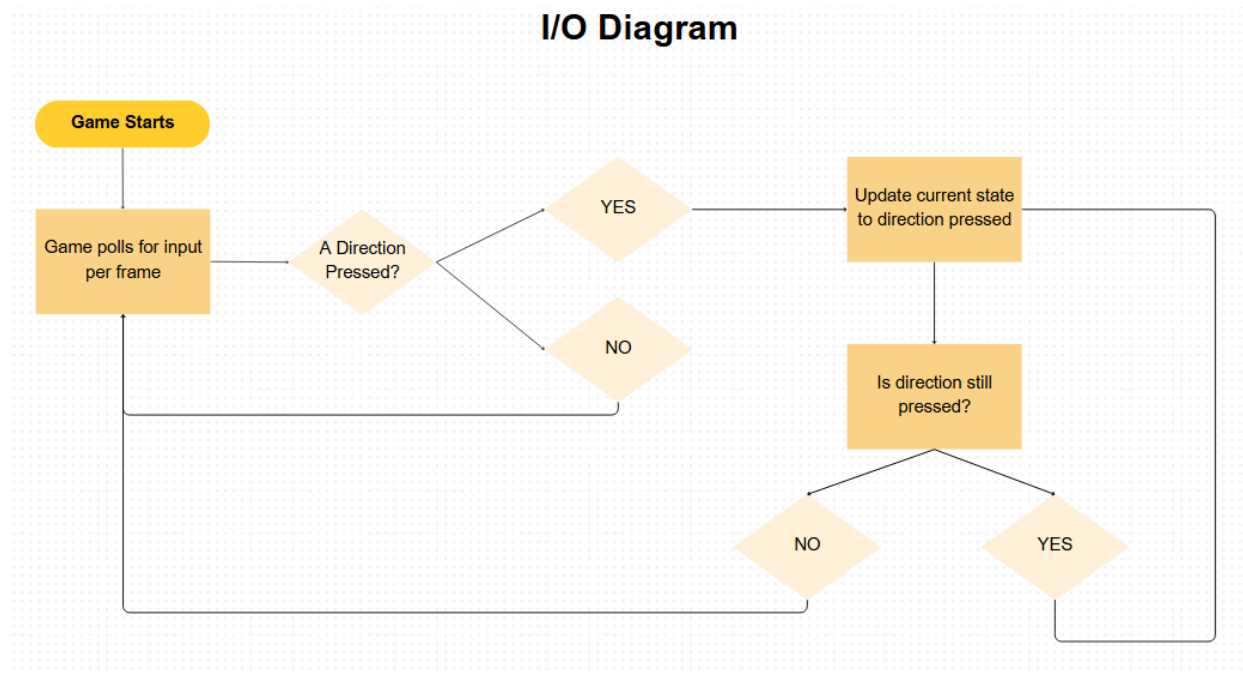 I/O Diagram
Game Starts
Game polls for input
per frame
A Direction
Pressed?
YES
NO
Update current state
to direction pressed
Is direction still
pressed?
NO
YES